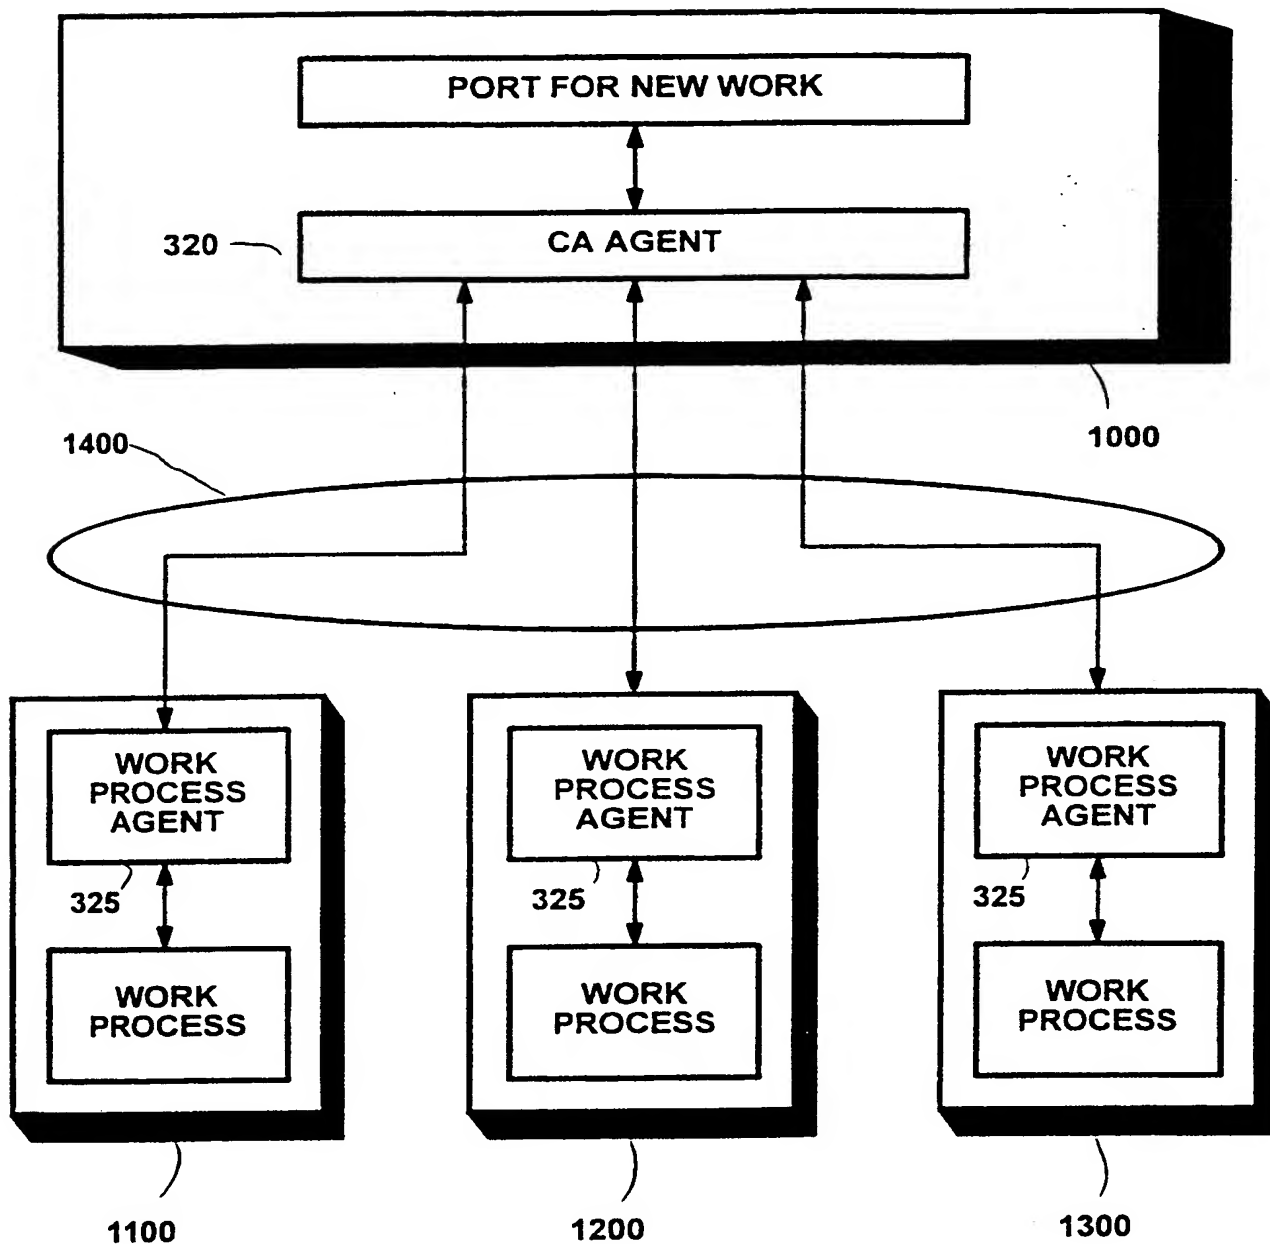 PORT FOR NEW WORK
320
CA AGENT
1000
1400
WORK
PROCESS
AGENT
325
WORK
PROCESS
1100
WORK
PROCESS
AGENT
325
WORK
PROCESS
1200
WORK
PROCESS
AGENT
325
WORK
PROCESS
1300